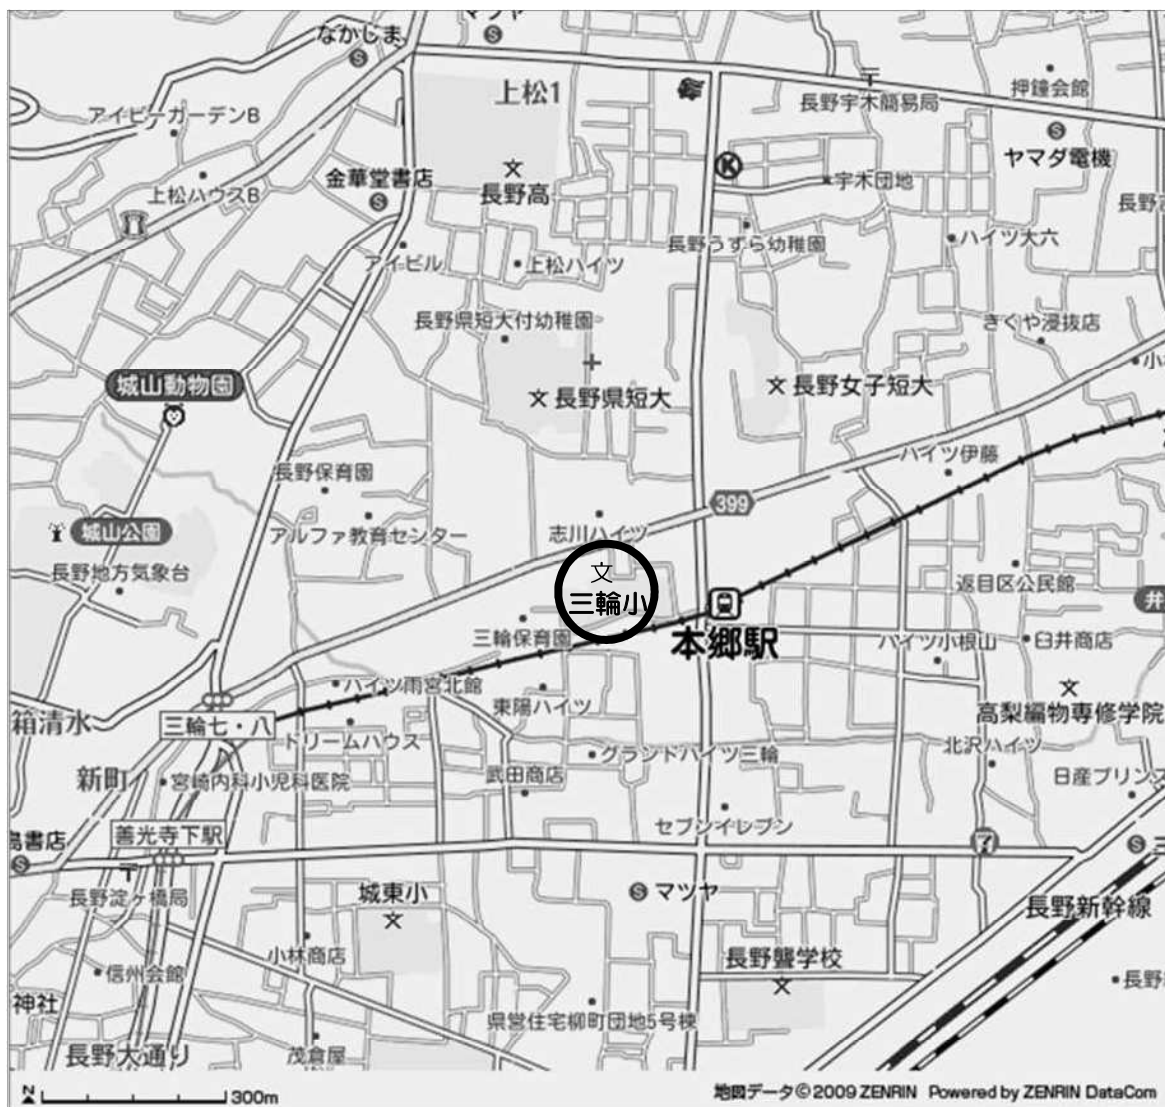 マツヤ
なかじま
上松1
長野宇木簡易局
押鐘会館
アイビーガーデンB
ヤマダ電機
金華堂書店
長野高
宇木団地
上松ハウスB
長野うすら幼稚園
ハイツ大六
アイビル
上松ハイツ
長野県短大付幼稚園
きくや浸抜店
城山動物園
長野県短大
長野女子短大
ハイツ伊藤
長野保育園
399
城山公園
アルファ教育センター
志川ハイツ
長野地方気象台
文
三輪小
返目区公民館
井
三輪保育園
本郷駅
ハイツ小根山
臼井商店
ハイツ雨宮北館
東陽ハイツ
高梨編物専修学院
箱清水
三輪七・八
ドリームハウス
グランドハイツ三輪
北沢ハイツ
新町
宮崎内科小児科医院
武田商店
日産プリンス
善光寺下駅
セブンイレブン
島書店
長野淀ヶ橋局
城東小
マツヤ
長野新幹線
小林商店
長野聾学校
信州会館
神社
県営住宅柳町団地5号棟
長野大通り
茂倉屋
N
300m
地図データ©2009 ZENRIN Powered by ZENRIN DataCom